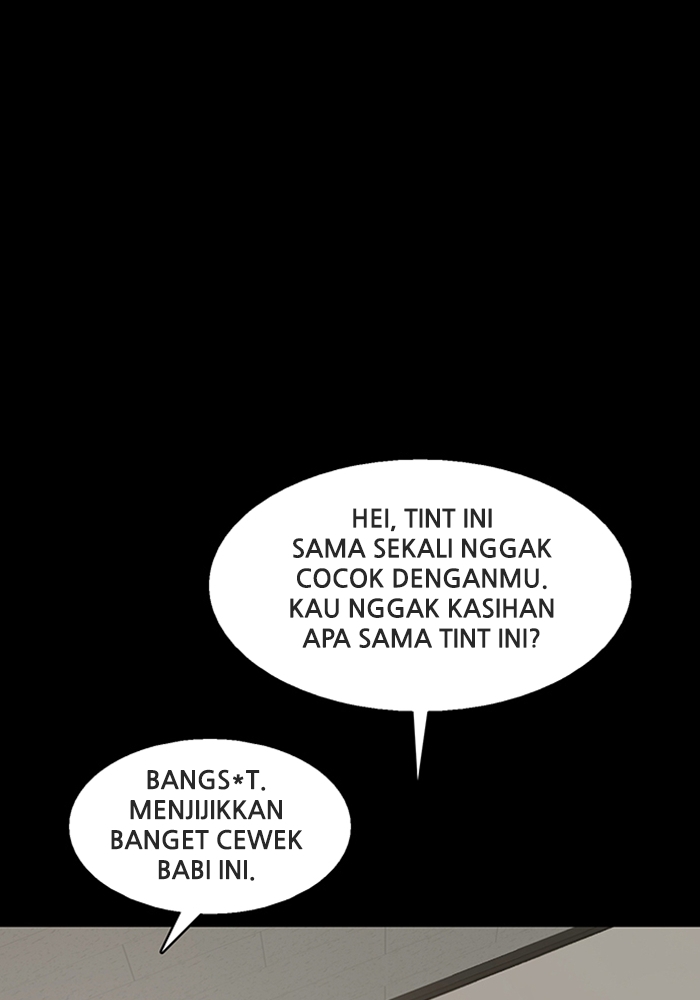 HEI, TINT INI
SAMA SEKALI NGGAK
COCOK DENGANMU.
KAU NGGAK KASIHAN
APA SAMA TINT INI?
BANGS*T.
MENJIJIKKAN
BANGET CEWEK
BABI INI.